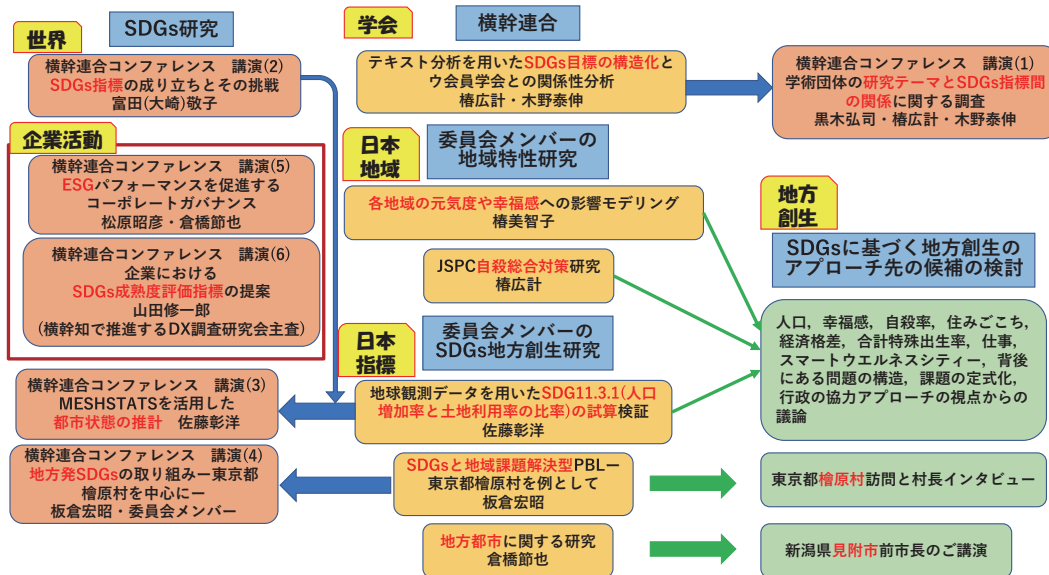 世界
SDGs研究
横幹連合コンファレンス　講演(2)
SDGs指標の成り立ちとその挑戦
富田(大崎)敬子
企業活動
横幹連合コンファレンス　講演(5)
ESGパフォーマンスを促進する
コーポレートガバナンス
松原昭彦・倉橋節也
横幹連合コンファレンス　講演(6)
企業における
SDGs成熟度評価指標の提案
山田修一郎
(横幹知で推進するDX調査研究会主査)
横幹連合コンファレンス　講演(3)
MESHSTATSを活用した
都市状態の推計　佐藤彰洋
横幹連合コンファレンス　講演(4)
地方発SDGsの取り組みー東京都
檜原村を中心にー
板倉宏昭・委員会メンバー
学会
横幹連合
テキスト分析を用いたSDGs目標の構造化と
ウ会員学会との関係性分析
椿広計・木野泰伸
日本
地域
委員会メンバーの
地域特性研究
各地域の元気度や幸福感への影響モデリング
椿美智子
JSPC自殺総合対策研究
椿広計
日本
指標
委員会メンバーの
SDGs地方創生研究
地球観測データを用いたSDG11.3.1(人口
増加率と土地利用率の比率)の試算検証
佐藤彰洋
SDGsと地域課題解決型PBLー
東京都檜原村を例として
板倉宏昭
地方都市に関する研究
倉橋節也
横幹連合コンファレンス　講演(1)
学術団体の研究テーマとSDGs指標間
の関係に関する調査
黒木弘司・椿広計・木野泰伸
地方
創生
SDGsに基づく地方創生の
アプローチ先の候補の検討
人口，幸福感，自殺率，住みごこち，
経済格差，合計特殊出生率，仕事，
スマートウエルネスシティー，背後
にある問題の構造，課題の定式化，
行政の協力アプローチの視点からの
議論
東京都檜原村訪問と村長インタビュー
新潟県見附市前市長のご講演